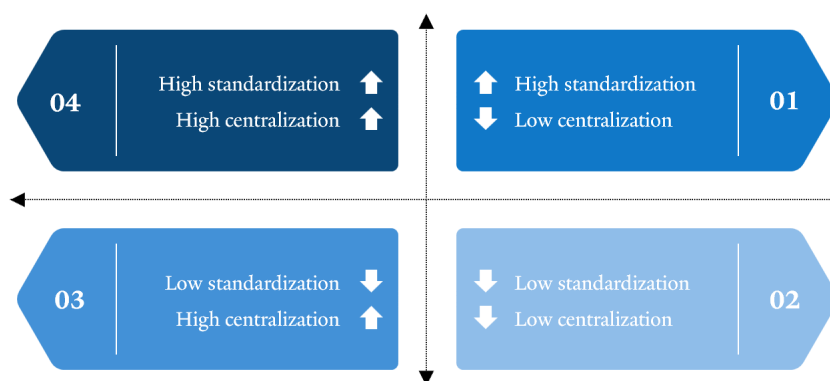 04
High standardization
High centralization
High standardization
Low centralization
01
03
Low standardization
High centralization
Low standardization
Low centralization
02